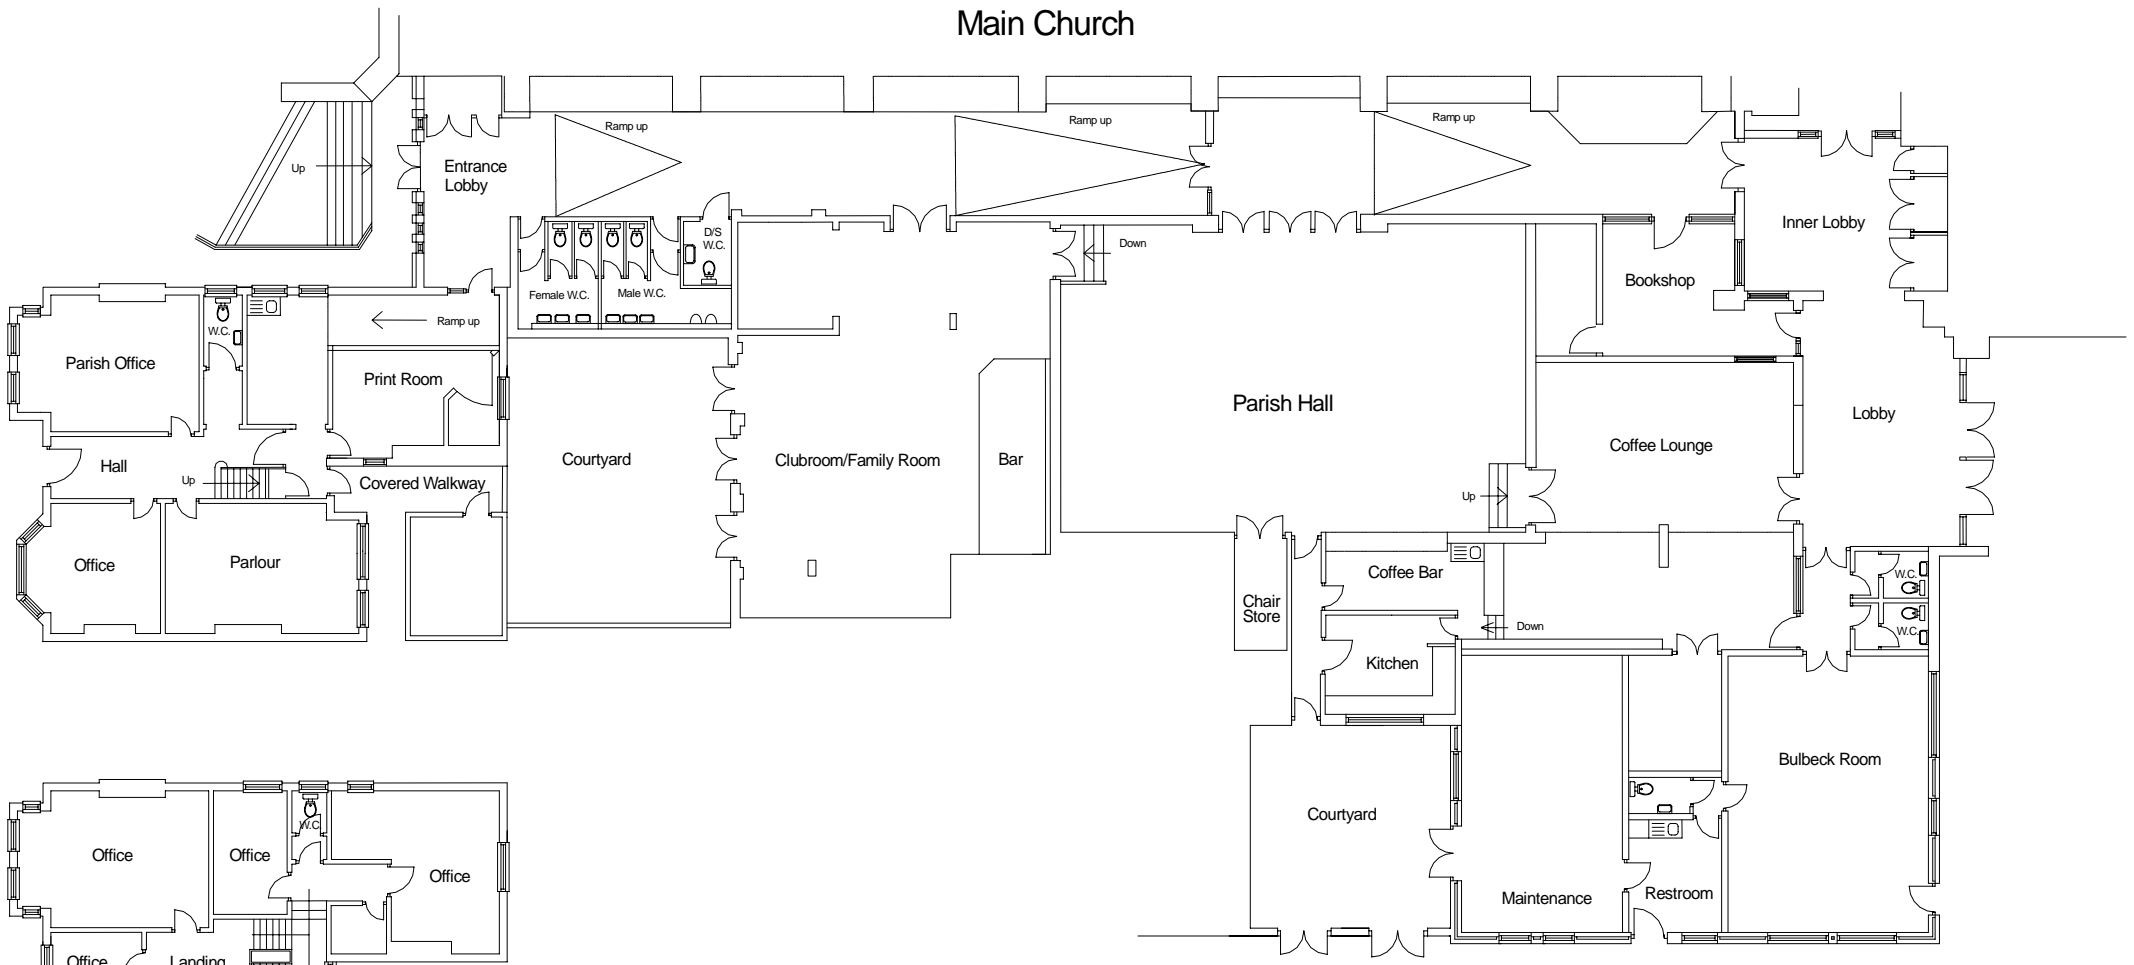 Main Church
Ramp up
Ramp up
Ramp up
Up
Entrance
Lobby
Inner Lobby
D/S
W.C.
Down
Bookshop
Female W.C.
Male W.C.
W.C.
Ramp up
Parish Office
Print Room
Parish Hall
Lobby
Hall
Courtyard
Clubroom/Family Room
Bar
Coffee Lounge
Up
Covered Walkway
Up
Office
Parlour
Coffee Bar
W.C.
Chair
Store
Down
W.C.
Kitchen
Bulbeck Room
Courtyard
W.C
Office
Office
Office
Maintenance
Restroom
Office
Landing